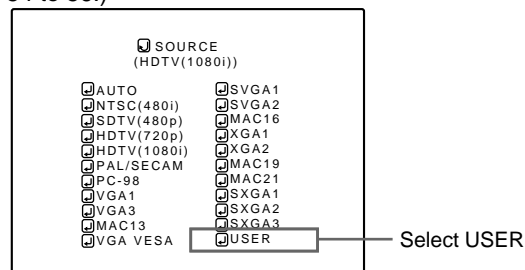 SOURCE
(HDTV(1080i))
AUTO
NTSC(480i)
SDTV(480p)
HDTV(720p)
HDTV(1080i)
PAL/SECAM
PC-98
VGA1
VGA3
MAC13
VGA VESA
SVGA1
SVGA2
MAC16
XGA1
XGA2
MAC19
MAC21
SXGA1
SXGA2
SXGA3
USER
Select USER